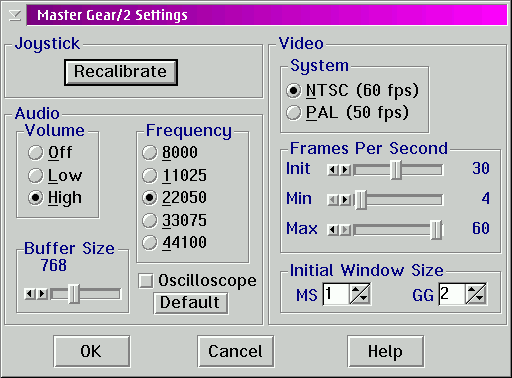 Master Gear/2 Settings
Joystick
Recalibrate
Audio
Volume
Off
Low
High
Frequency
8000
11025
22050
33075
44100
Buffer Size
768
Oscilloscope
Default
Video
System
NTSC (60 fps)
PAL (50 fps)
Frames Per Second
Init 30
Min 4
Max 60
Initial Window Size
MS 1 GG 2
OK Cancel Help